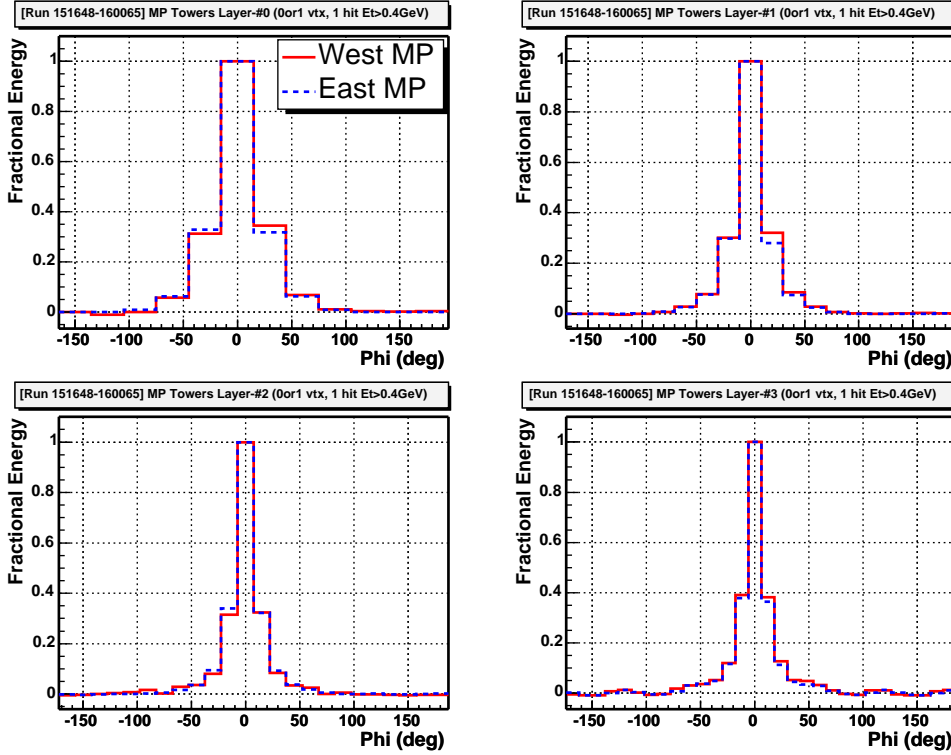 [Run 151648-160065] MP Towers Layer-#0 (0or1 vtx, 1 hit Et>0.4GeV)
Fractional Energy
1
0.8
0.6
0.4
0.2
0
West MP
East MP
-150 -100 -50 0 50 100 150
Phi (deg)
[Run 151648-160065] MP Towers Layer-#1 (0or1 vtx, 1 hit Et>0.4GeV)
Fractional Energy
1
0.8
0.6
0.4
0.2
0
-150 -100 -50 0 50 100 150
Phi (deg)
[Run 151648-160065] MP Towers Layer-#2 (0or1 vtx, 1 hit Et>0.4GeV)
Fractional Energy
1
0.8
0.6
0.4
0.2
0
-150 -100 -50 0 50 100 150
Phi (deg)
[Run 151648-160065] MP Towers Layer-#3 (0or1 vtx, 1 hit Et>0.4GeV)
Fractional Energy
1
0.8
0.6
0.4
0.2
0
-150 -100 -50 0 50 100 150
Phi (deg)